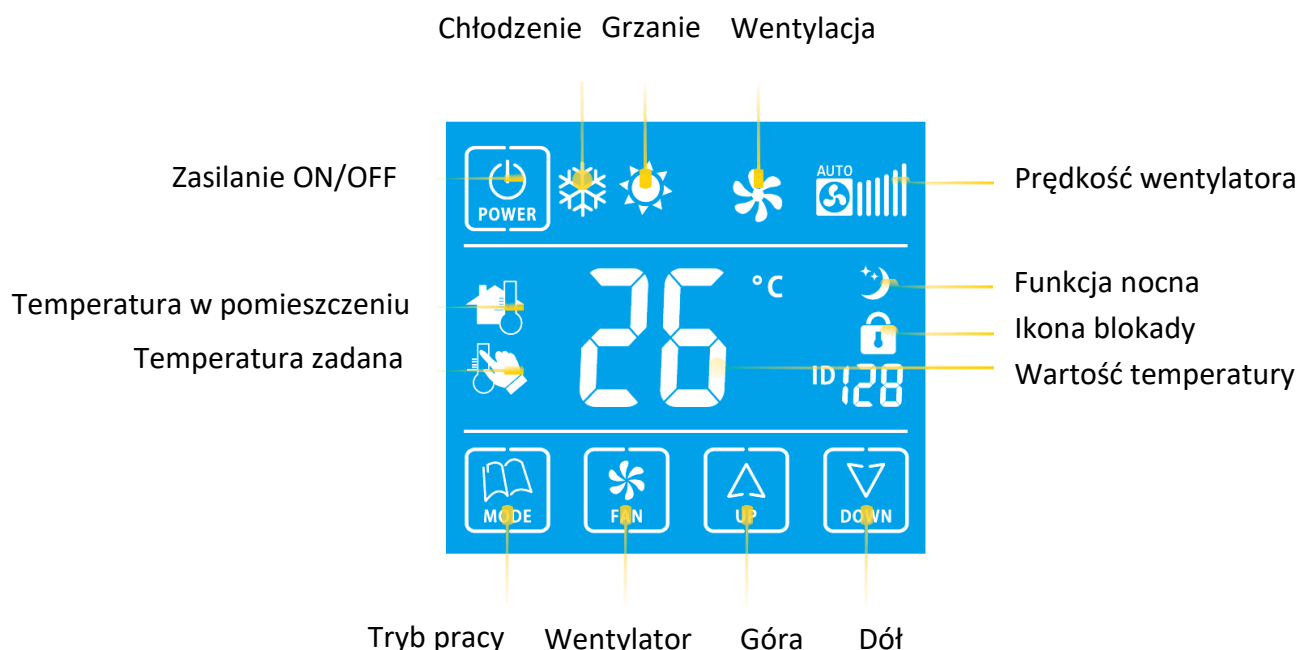 Chłodzenie Grzanie Wentylacja
Zasilanie ON/OFF
POWER
AUTO
Prędkość wentylatora
Temperatura w pomieszczeniu
26 °C
Funkcja nocna
Ikona blokady
Temperatura zadana
ID128
Wartość temperatury
MODE FAN UP DOWN
Tryb pracy Wentylator Góra Dół